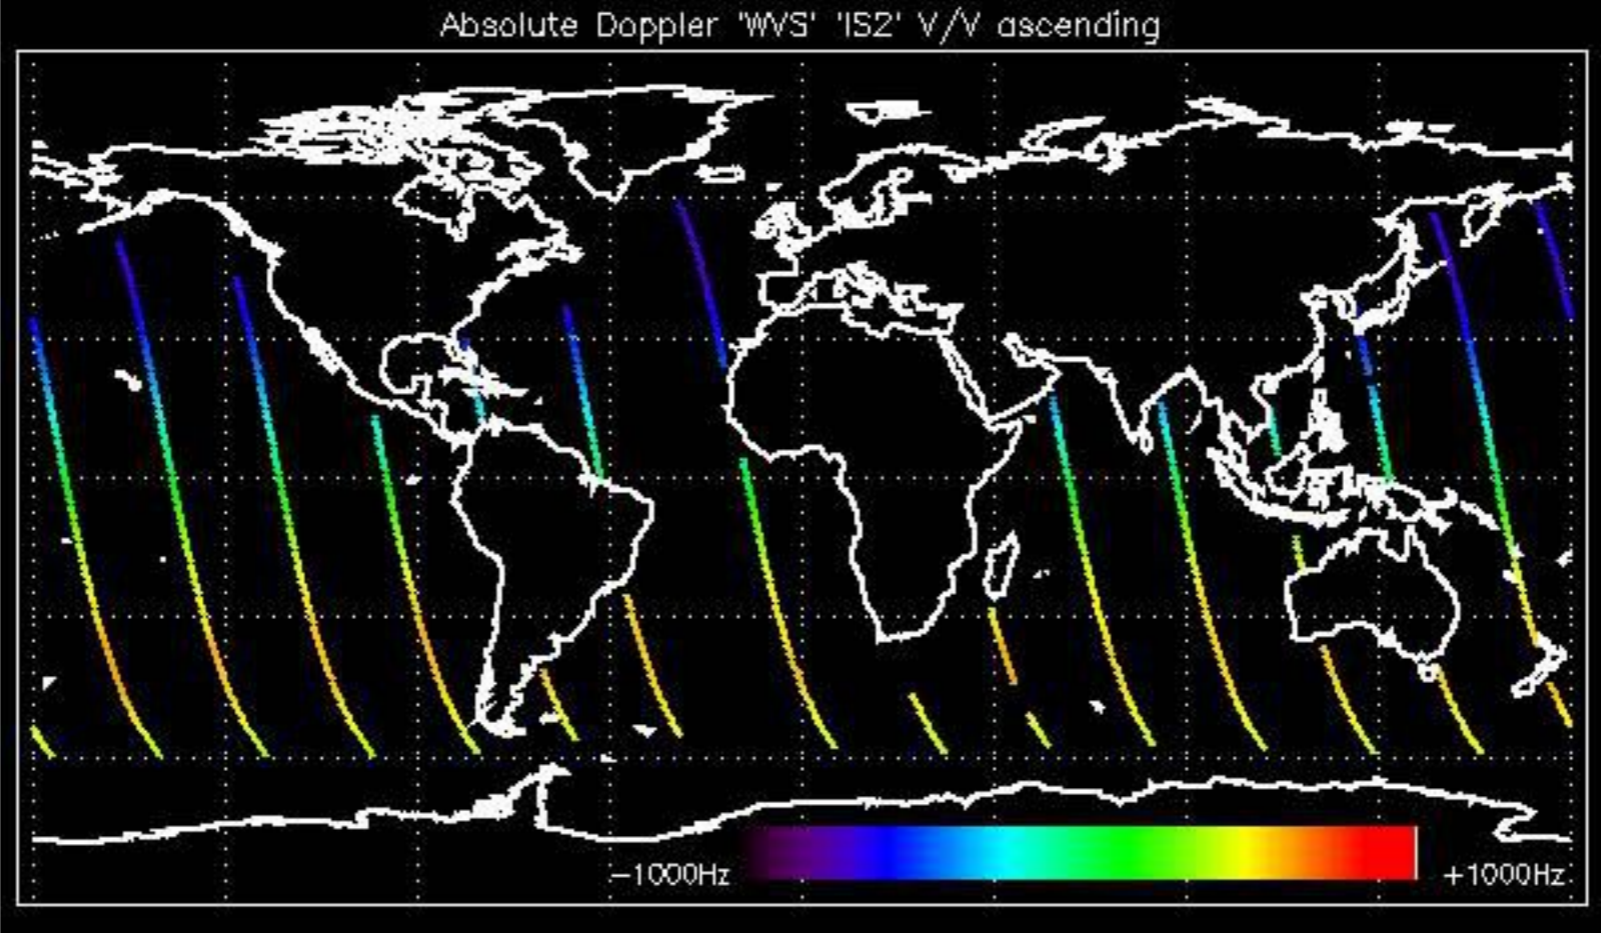 Absolute Doppler 'WVS' 'IS2' V/V ascending
−1000Hz +1000Hz